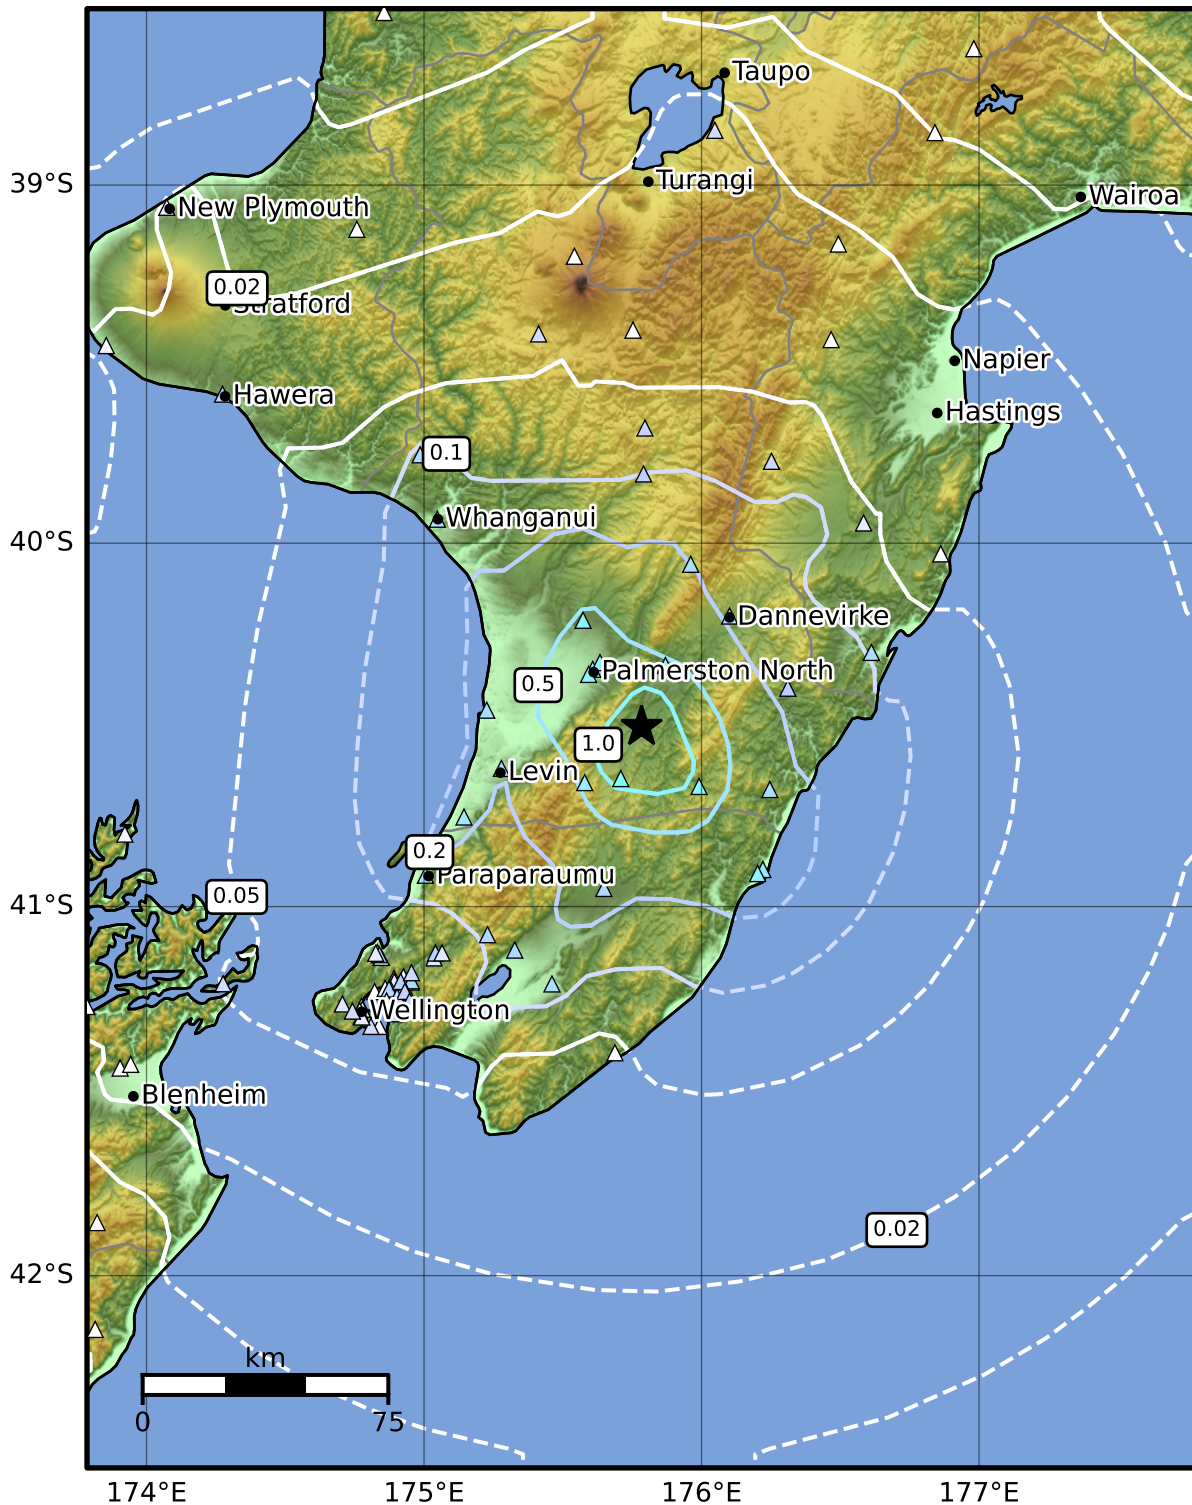 Taupo
39°S
Turangi
Wairoa
New Plymouth
0.02
Stratford
Napier
Hawera
Hastings
0.1
Whanganui
40°S
Dannevirke
Palmerston North
0.5
1.0
Levin
0.2
Paraparaumu
0.05
41°S
Wellington
Blenheim
0.02
42°S
km
0
75
174°E
175°E
176°E
177°E